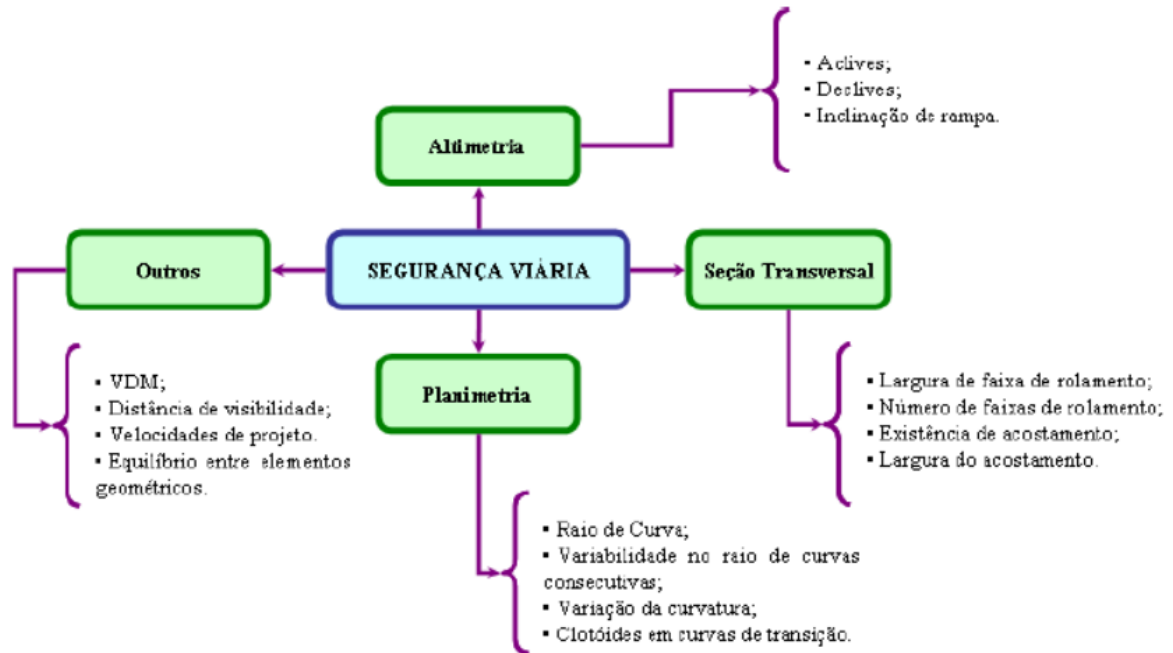 ▪ Aclives;
▪ Declives;
▪ Inclinação de rampa.
Altimetria
Outros
SEGURANÇA VIÁRIA
Seção Transversal
▪ VDM;
▪ Distância de visibilidade;
▪ Velocidades de projeto.
▪ Equilíbrio entre elementos
geométricos.
Planimetria
▪ Largura de faixa de rolamento;
▪ Número de faixas de rolamento;
▪ Existência de acostamento;
▪ Largura do acostamento.
▪ Raio de Curva;
▪ Variabilidade no raio de curvas
consecutivas;
▪ Variação da curvatura;
▪ Clotóides em curvas de transição.